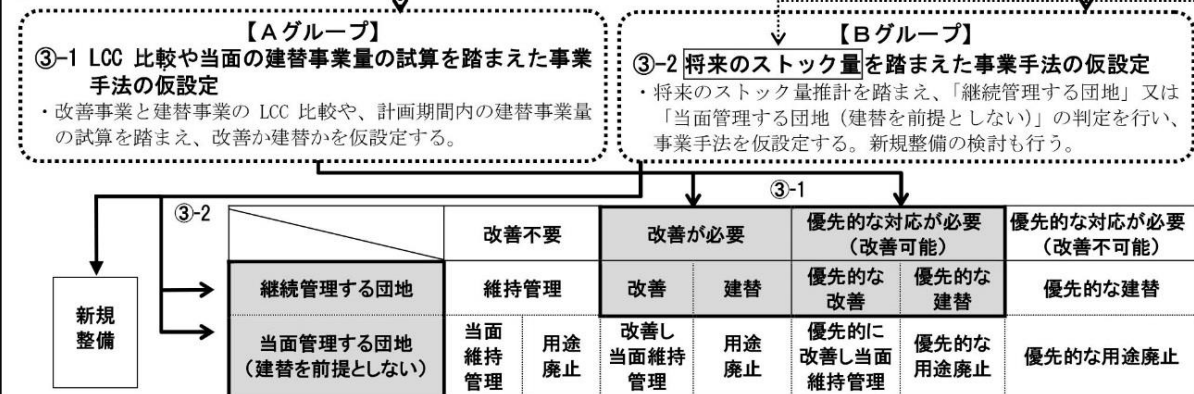 【Aグループ】
③-1 LCC 比較や当面の建替事業量の試算を踏まえた事業
手法の仮設定
・改善事業と建替事業の LCC 比較や、計画期間内の建替事業量
の試算を踏まえ、改善か建替かを仮設定する。
【Bグループ】
③-2 将来のストック量を踏まえた事業手法の仮設定
・将来のストック量推計を踏まえ、「継続管理する団地」又は
「当面管理する団地（建替を前提としない）」の判定を行い、
事業手法を仮設定する。新規整備の検討も行う。
③-1
③-2
新規
整備
改善不要
改善が必要
優先的な対応が必要
（改善可能）
優先的な対応が必要
（改善不可能）
継続管理する団地
維持管理
改善
建替
優先的な
改善
優先的な
建替
優先的な建替
当面管理する団地
（建替を前提としない）
当面
維持
管理
用途
廃止
改善し
当面維持
管理
用途
廃止
優先的に
改善し当面
維持管理
優先的な
用途廃止
優先的な用途廃止